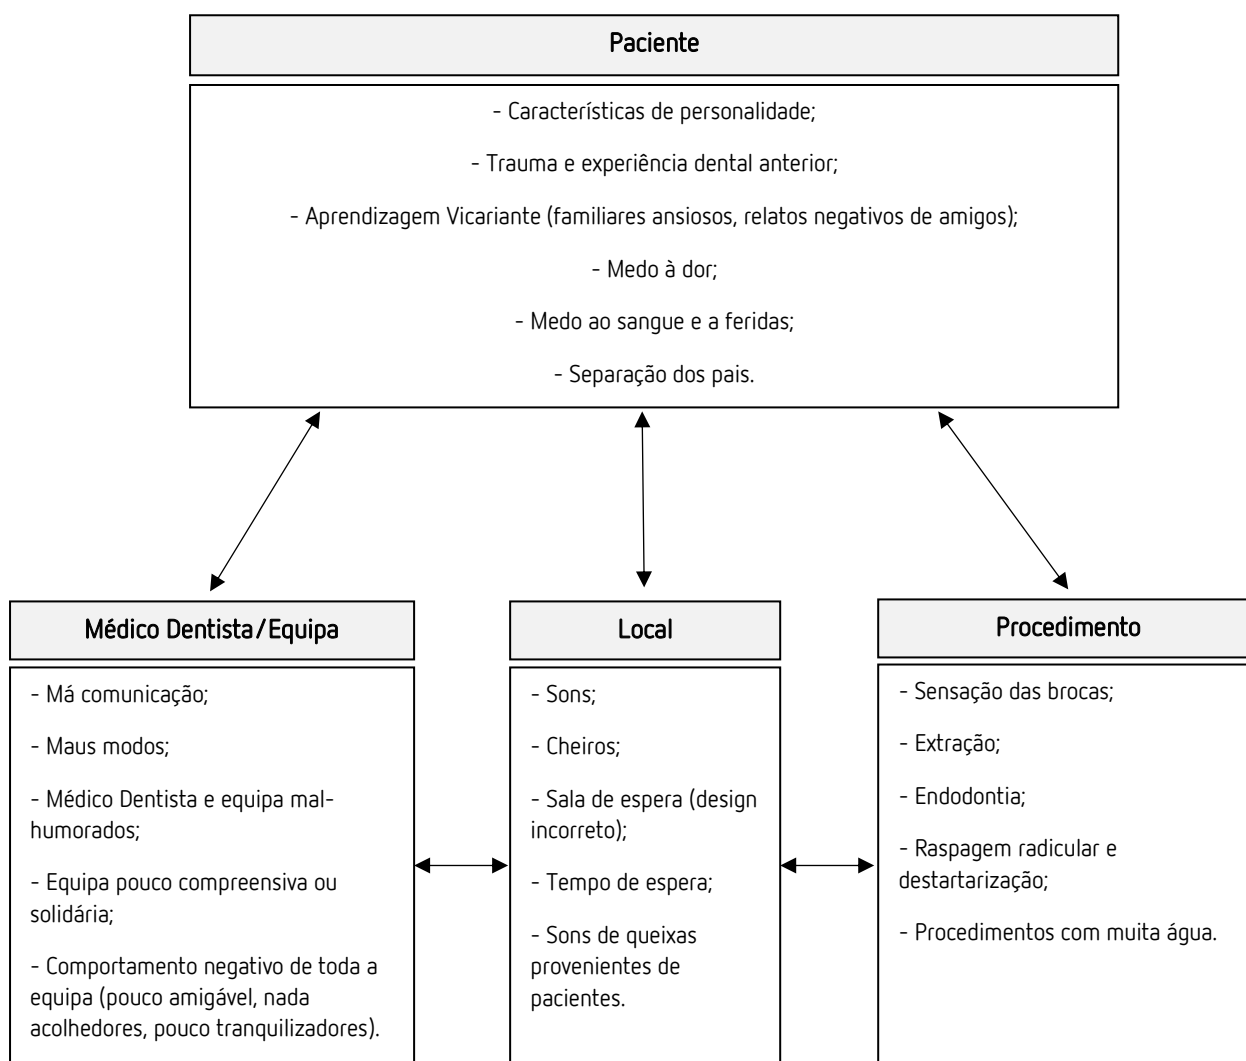 Paciente
- Características de personalidade;
- Trauma e experiência dental anterior;
- Aprendizagem Vicariante (familiares ansiosos, relatos negativos de amigos);
- Medo à dor;
- Medo ao sangue e a feridas;
- Separação dos pais.
Médico Dentista/Equipa
- Má comunicação;
- Maus modos;
- Médico Dentista e equipa mal-
humorados;
- Equipa pouco compreensiva ou
solidária;
- Comportamento negativo de toda a
equipa (pouco amigável, nada
acolhedores, pouco tranquilizadores).
Local
- Sons;
- Cheiros;
- Sala de espera (design
incorreto);
- Tempo de espera;
- Sons de queixas
provenientes de
pacientes.
Procedimento
- Sensação das brocas;
- Extração;
- Endodontia;
- Raspagem radicular e
destartarização;
- Procedimentos com muita água.